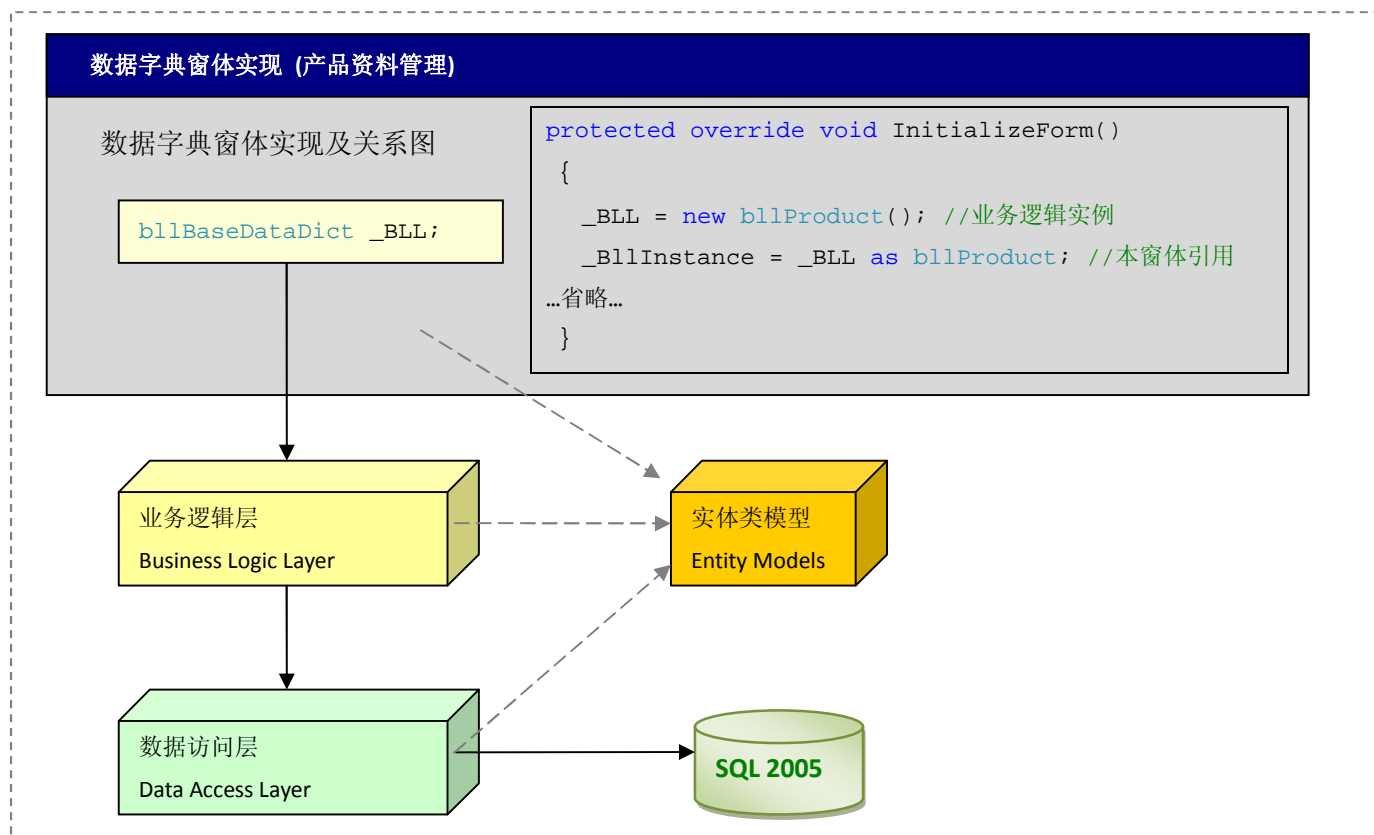 数据字典窗体实现 (产品资料管理)
数据字典窗体实现及关系图
bllBaseDataDict _BLL;
protected override void InitializeForm()
{
_BLL = new bllProduct(); //业务逻辑实例
_BllInstance = _BLL as bllProduct; //本窗体引用
…省略…
}
业务逻辑层
Business Logic Layer
实体类模型
Entity Models
数据访问层
Data Access Layer
SQL 2005